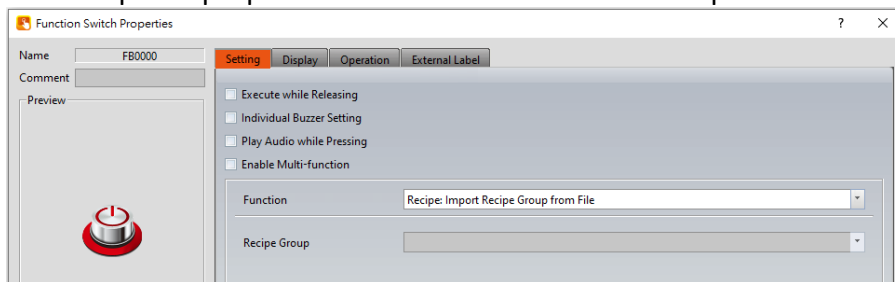 Function Switch Properties ? ×
Name FB0000
Comment
Preview
Setting Display Operation External Label
Execute while Releasing
Individual Buzzer Setting
Play Audio while Pressing
Enable Multi-function
Function Recipe: Import Recipe Group from File
Recipe Group